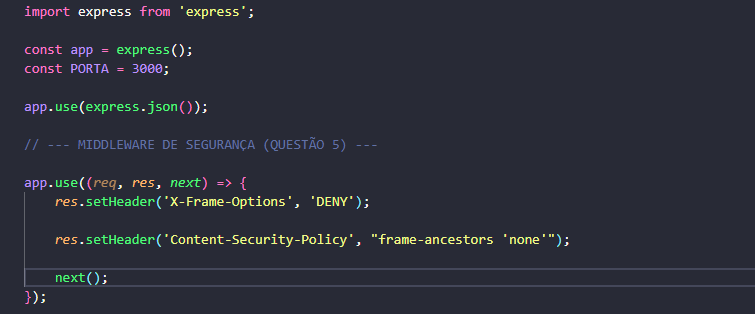 import express from 'express';
const app = express();
const PORTA = 3000;
app.use(express.json());
// --- MIDDLEWARE DE SEGURANÇA (QUESTÃO 5) ---
app.use((req, res, next) => {
res.setHeader('X-Frame-Options', 'DENY');
res.setHeader('Content-Security-Policy', "frame-ancestors 'none'");
next();
});